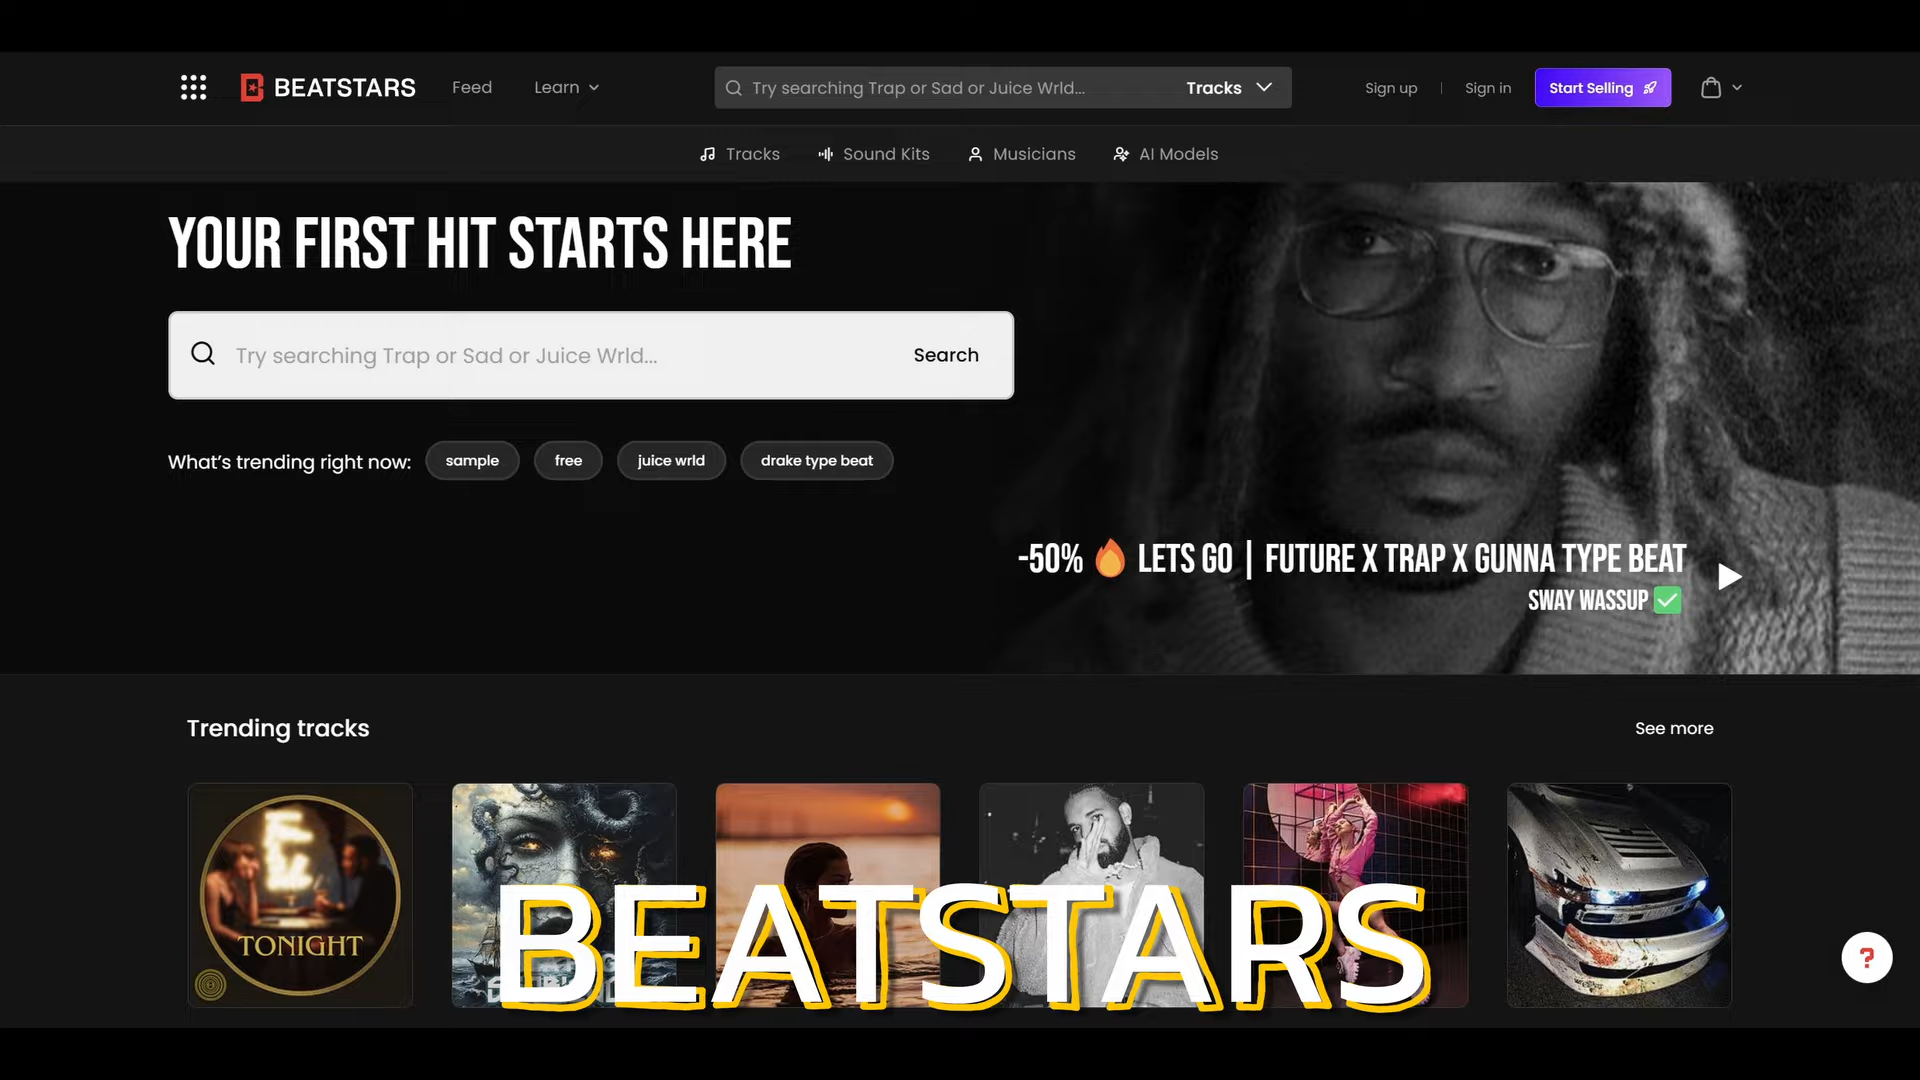 BEATSTARS
Feed
Learn
Try searching Trap or Sad or Juice Wrld...
Tracks
Sign up
Sign in
Start Selling
Tracks
Sound Kits
Musicians
AI Models
YOUR FIRST HIT STARTS HERE
Try searching Trap or Sad or Juice Wrld...
Search
What's trending right now:
sample
free
juice wrld
drake type beat
-50% 🔥 LETS GO | FUTURE X TRAP X GUNNA TYPE BEAT
SWAY WASSUP ✅
Trending tracks
See more
TONIGHT
BEATSTARS
?